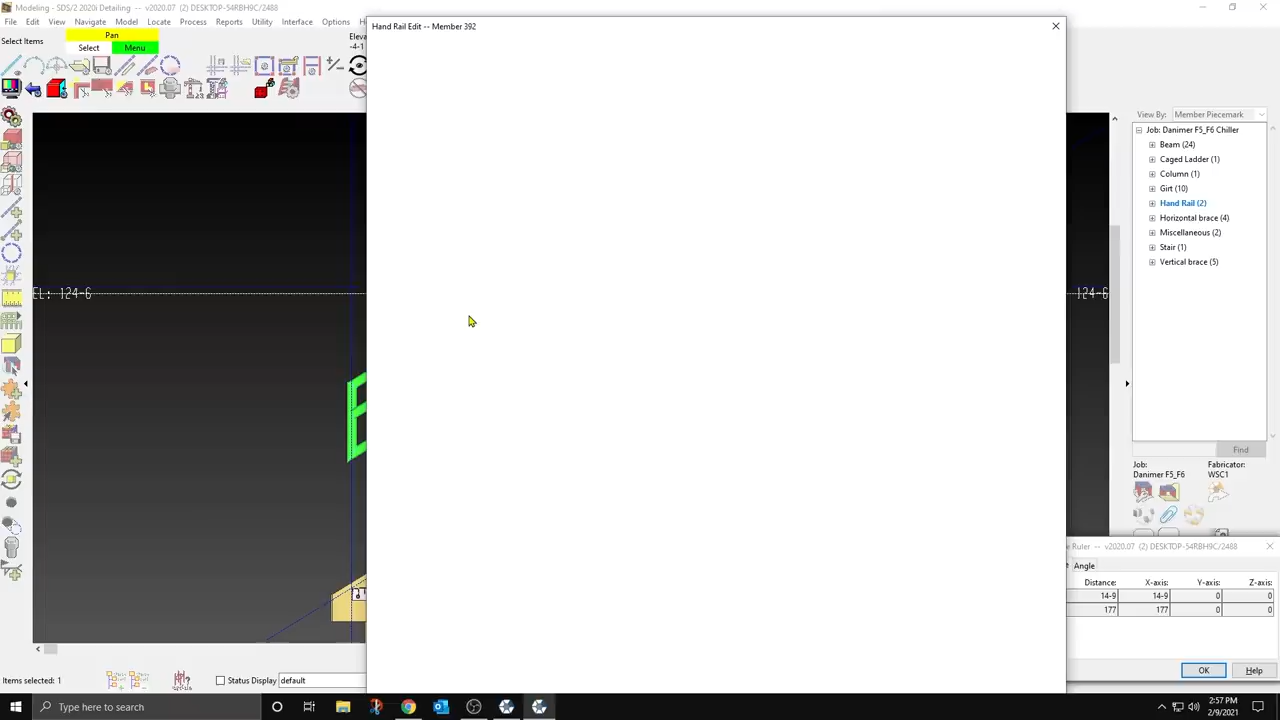 Modeling - SDS/2 2020i Detailing -- v2020.07 (2) DESKTOP-54RBH9C/2488
File Edit View Navigate Model Locate Process Reports Utility Interface Options
Select Items
Pan
Select Menu
Eleva
-4-1
Hand Rail Edit -- Member 392
EL: 124-6
124-6
View By: Member Piecemark
Job: Danimer F5_F6 Chiller
Beam (24)
Caged Ladder (1)
Column (1)
Girt (10)
Hand Rail (2)
Horizontal brace (4)
Miscellaneous (2)
Stair (1)
Vertical brace (5)
Find
Job: Fabricator:
Danimer F5_F6 WSC1
Ruler -- v2020.07 (2) DESKTOP-54RBH9C/2488
Angle
Distance: X-axis: Y-axis: Z-axis:
14-9 14-9 0 0
177 177 0 0
OK Help
Items selected: 1
Status Display default
Type here to search
2:57 PM
2/9/2021